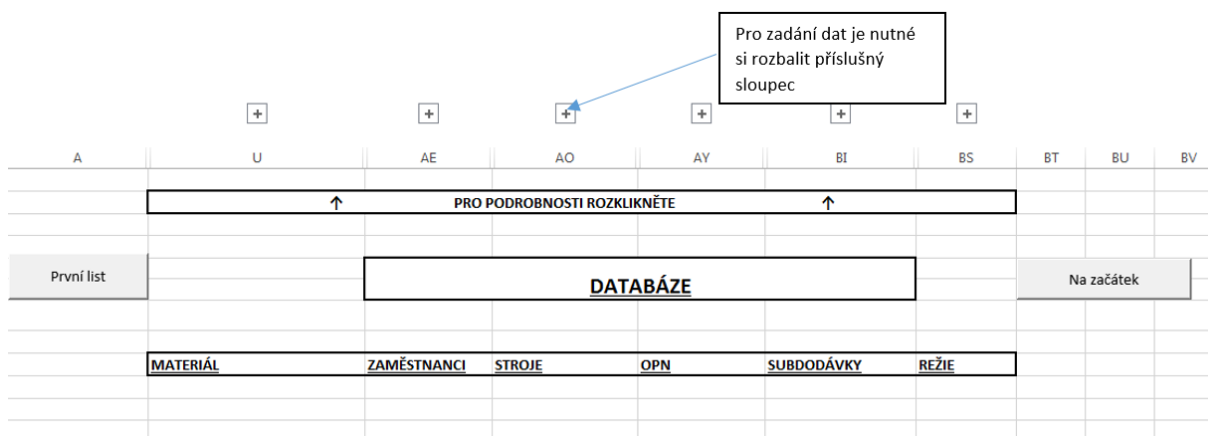 Pro zadání dat je nutné
si rozbalit příslušný
sloupec
+ + + + + +
A U AE AO AY BI BS BT BU BV
↑ PRO PODROBNOSTI ROZKLIKNĚTE ↑
První list
DATABÁZE
Na začátek
MATERIÁL ZAMĚSTNANCI STROJE OPN SUBDODÁVKY REŽIE